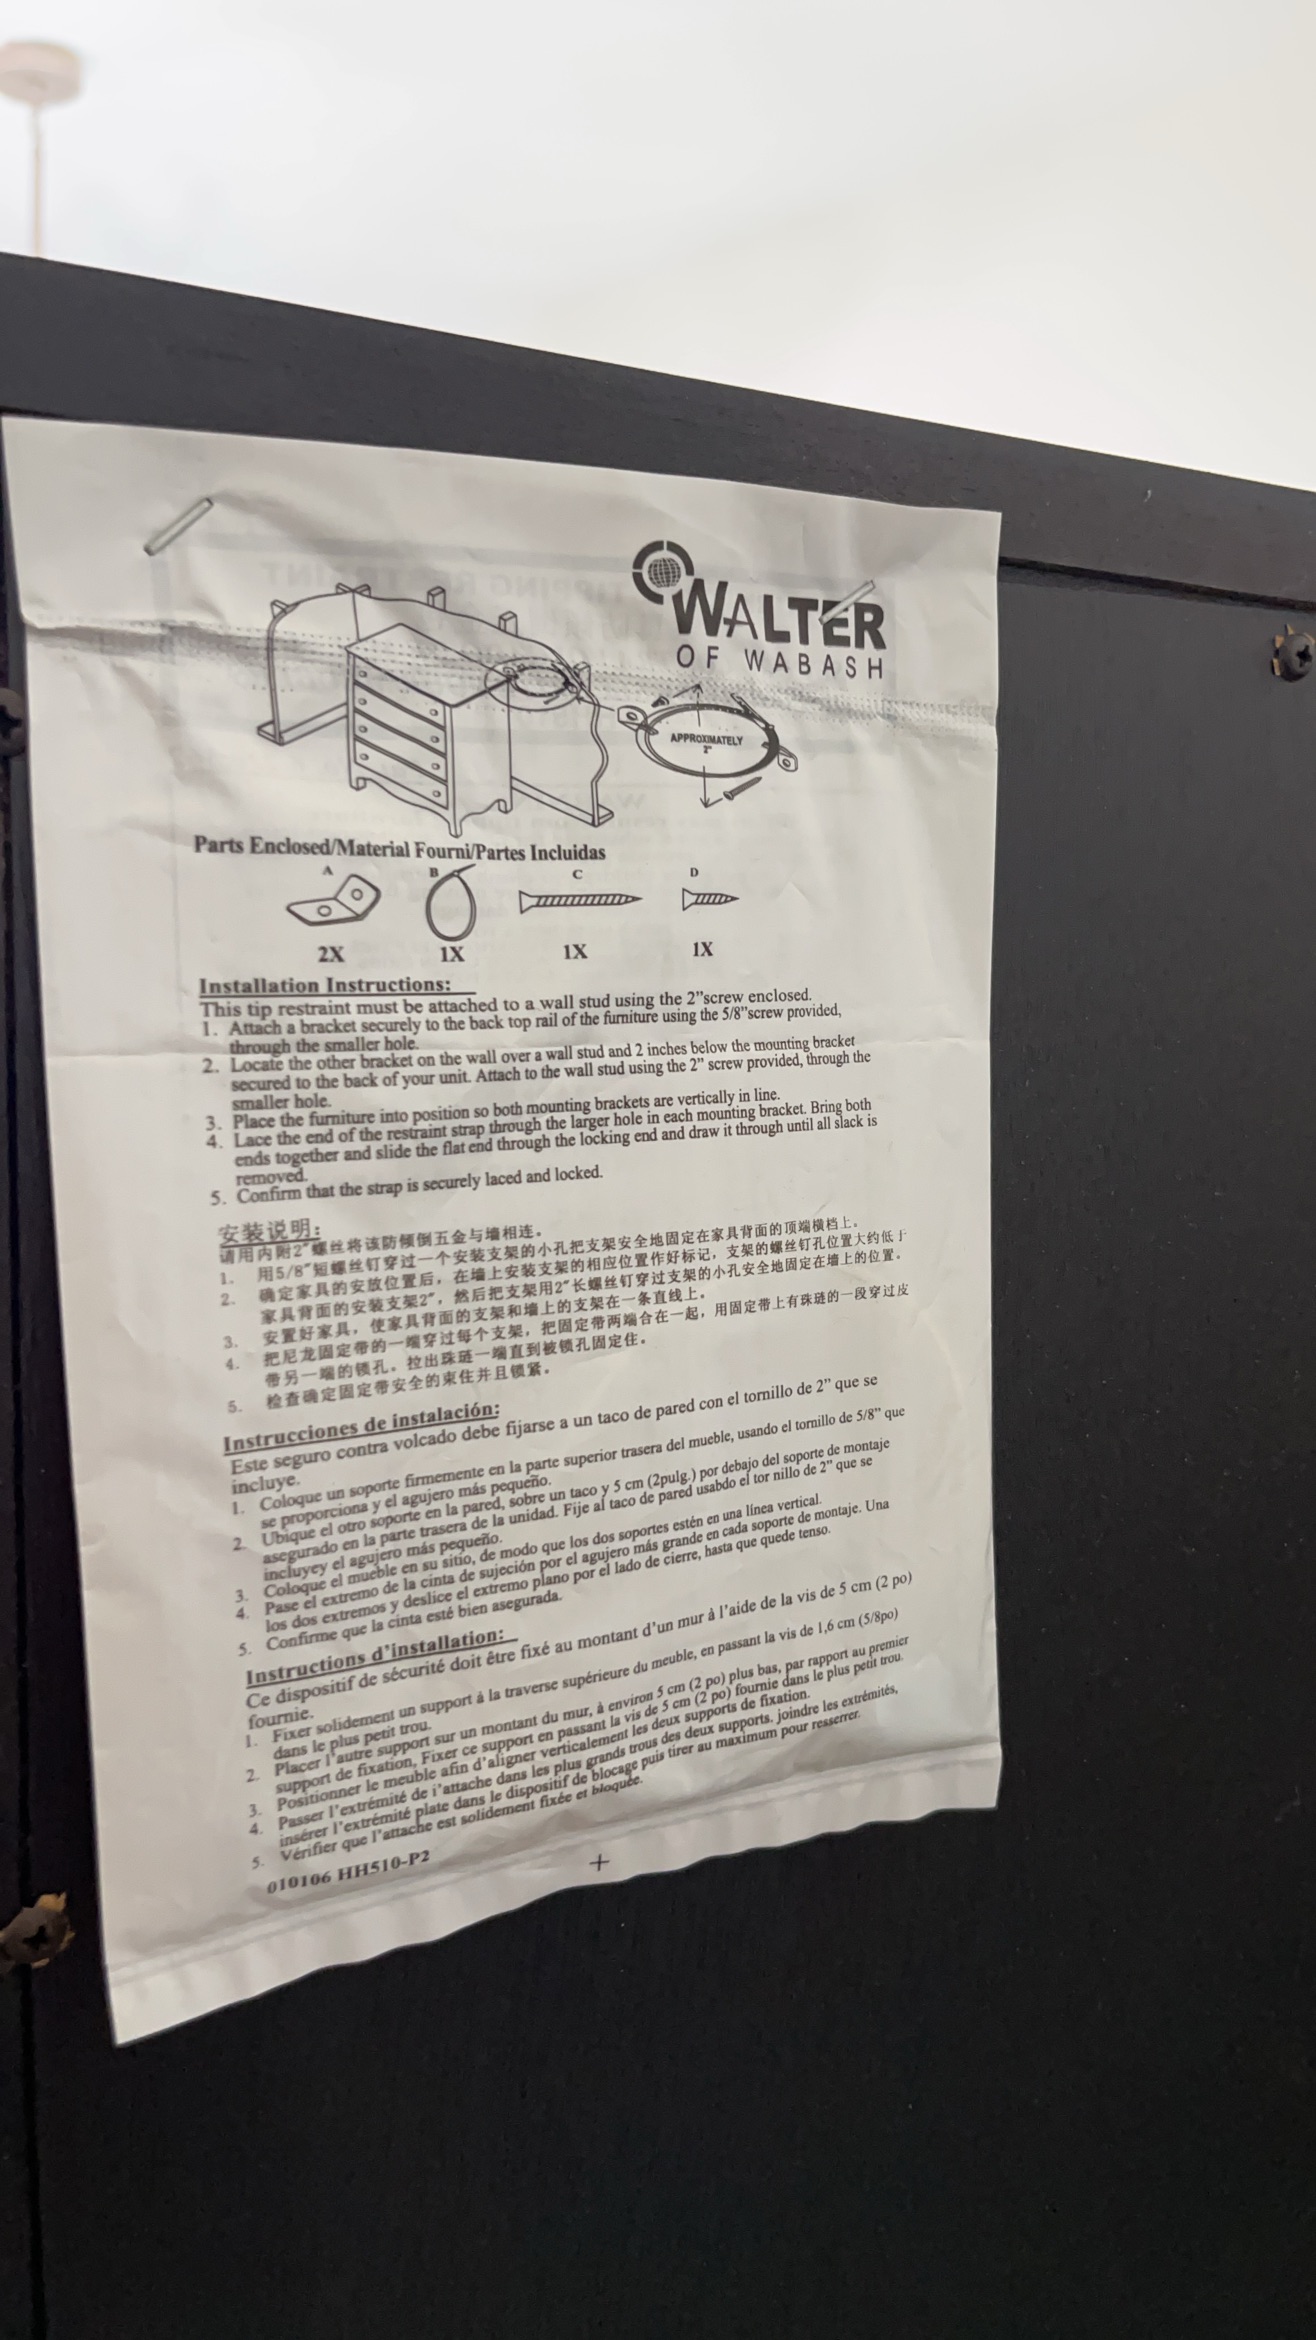 WALTER
OF WABASH
APPROXIMATELY
2"
Parts Enclosed/Material Fourni/Partes Incluidas
A B C D
2X 1X 1X 1X
Installation Instructions:
This tip restraint must be attached to a wall stud using the 2”screw enclosed.
1. Attach a bracket securely to the back top rail of the furniture using the 5/8”screw provided,
through the smaller hole.
2. Locate the other bracket on the wall over a wall stud and 2 inches below the mounting bracket
secured to the back of your unit. Attach to the wall stud using the 2” screw provided, through the
smaller hole.
3. Place the furniture into position so both mounting brackets are vertically in line.
4. Lace the end of the restraint strap through the larger hole in each mounting bracket. Bring both
ends together and slide the flat end through the locking end and draw it through until all slack is
removed.
5. Confirm that the strap is securely laced and locked.
安装说明:
请用内附2″螺丝将该防倾倒五金与墙相连。
1. 用5/8″短螺丝钉穿过一个安装支架的小孔把支架安全地固定在家具背面的顶端横档上。
2. 确定家具的安放位置后，在墙上安装支架的相应位置作好标记，支架的螺丝钉孔位置大约低于
家具背面的安装支架2″，然后把支架用2″长螺丝钉穿过支架的小孔安全地固定在墙上的位置。
3. 安置好家具，使家具背面的支架和墙上的支架在一条直线上。
4. 把尼龙固定带的一端穿过每个支架，把固定带两端合在一起，用固定带上有珠琏的一段穿过皮
带另一端的锁孔。拉出珠琏一端直到被锁孔固定住。
5. 检查确定固定带安全的束住并且锁紧。
Instrucciones de instalación:
Este seguro contra volcado debe fijarse a un taco de pared con el tornillo de 2” que se
incluye.
1. Coloque un soporte firmemente en la parte superior trasera del mueble, usando el tornillo de 5/8” que
se proporciona y el agujero más pequeño.
2. Ubique el otro soporte en la pared, sobre un taco y 5 cm (2pulg.) por debajo del soporte de montaje
asegurado en la parte trasera de la unidad. Fije al taco de pared usabdo el tor nillo de 2” que se
incluyey el agujero más pequeño.
3. Coloque el mueble en su sitio, de modo que los dos soportes estén en una línea vertical.
4. Pase el extremo de la cinta de sujeción por el agujero más grande en cada soporte de montaje. Una
los dos extremos y deslice el extremo plano por el lado de cierre, hasta que quede tenso.
5. Confirme que la cinta esté bien asegurada.
Instructions d’installation:
Ce dispositif de sécurité doit être fixé au montant d’un mur à l’aide de la vis de 5 cm (2 po)
fournie.
1. Fixer solidement un support à la traverse supérieure du meuble, en passant la vis de 1,6 cm (5/8po)
dans le plus petit trou.
2. Placer l’autre support sur un montant du mur, à environ 5 cm (2 po) plus bas, par rapport au premier
support de fixation, Fixer ce support en passant la vis de 5 cm (2 po) fournie dans le plus petit trou.
3. Positionner le meuble afin d’aligner verticalement les deux supports de fixation.
4. Passer l’extrémité de i’attache dans les plus grands trous des deux supports. joindre les extrémités,
insérer l’extrémité plate dans le dispositif de blocage puis tirer au maximum pour resserrer.
5. Vérifier que l’attache est solidement fixée et bloquée.
010106 HH510-P2